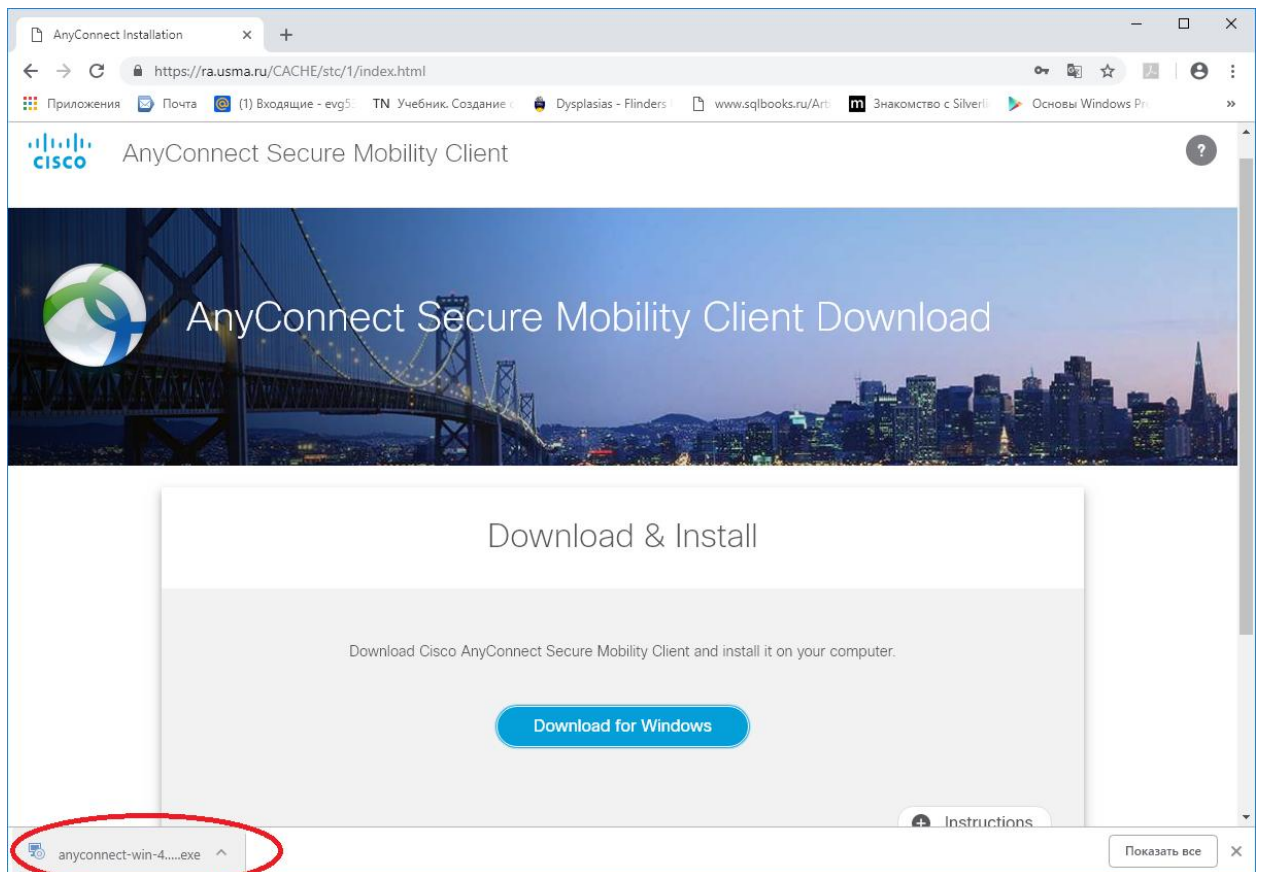 AnyConnect Installation
https://ra.usma.ru/CACHE/stc/1/index.html
Приложения Почта (1) Входящие - evg5 TN Учебник. Создание Dysplasias - Flinders www.sqlbooks.ru/Art m Знакомство с Silverli Основы Windows Pr »
CISCO AnyConnect Secure Mobility Client ?
AnyConnect Secure Mobility Client Download
Download & Install
Download Cisco AnyConnect Secure Mobility Client and install it on your computer.
Download for Windows
Instructions
anyconnect-win-4.....exe Показать все